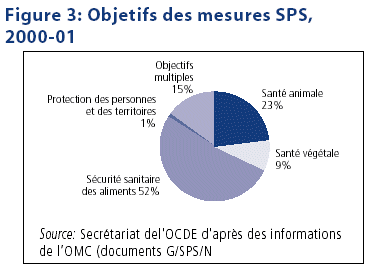 Figure 3: Objetifs des mesures SPS,
2000-01
Objectifs
multiples
15%
Protection des personnes
et des territoires
1%
Santé animale
23%
Santé végétale
9%
Sécurité sanitaire
des aliments 52%
Source: Secrétariat del'OCDE d'après des informations
de l'OMC (documents G/SPS/N